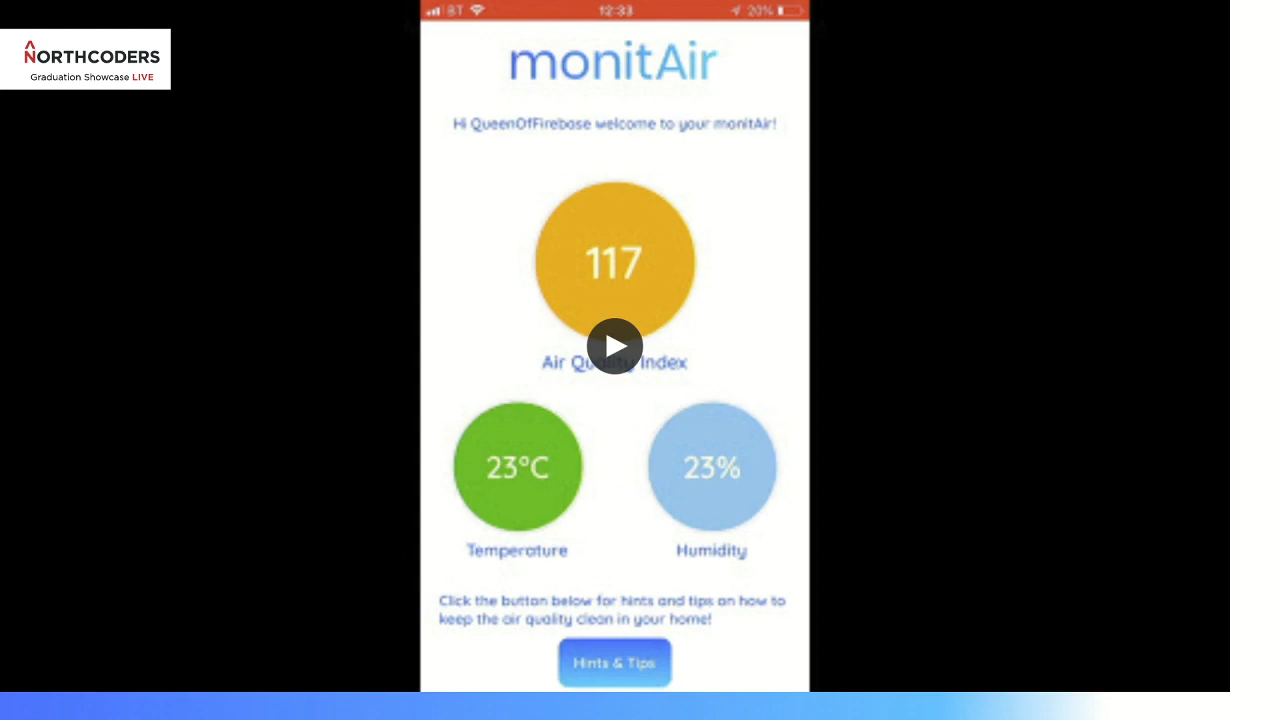 BT 12:33 20%
NORTHCODERS
Graduation Showcase LIVE
monitAir
Hi QueenOfFirebase welcome to your monitAir!
117
Air Quality Index
23°C 23%
Temperature Humidity
Click the button below for hints and tips on how to
keep the air quality clean in your home!
Hints & Tips